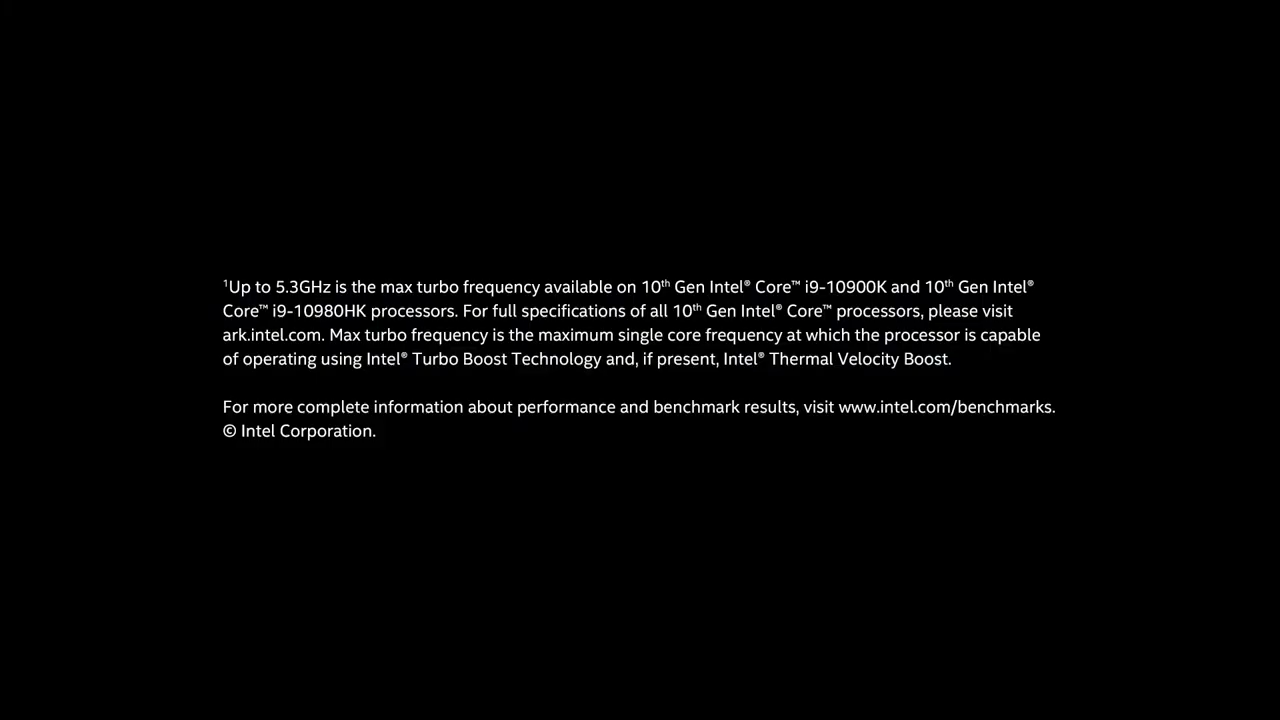 ¹Up to 5.3GHz is the max turbo frequency available on 10th Gen Intel® Core™ i9-10900K and 10th Gen Intel®
Core™ i9-10980HK processors. For full specifications of all 10th Gen Intel® Core™ processors, please visit
ark.intel.com. Max turbo frequency is the maximum single core frequency at which the processor is capable
of operating using Intel® Turbo Boost Technology and, if present, Intel® Thermal Velocity Boost.
For more complete information about performance and benchmark results, visit www.intel.com/benchmarks.
© Intel Corporation.